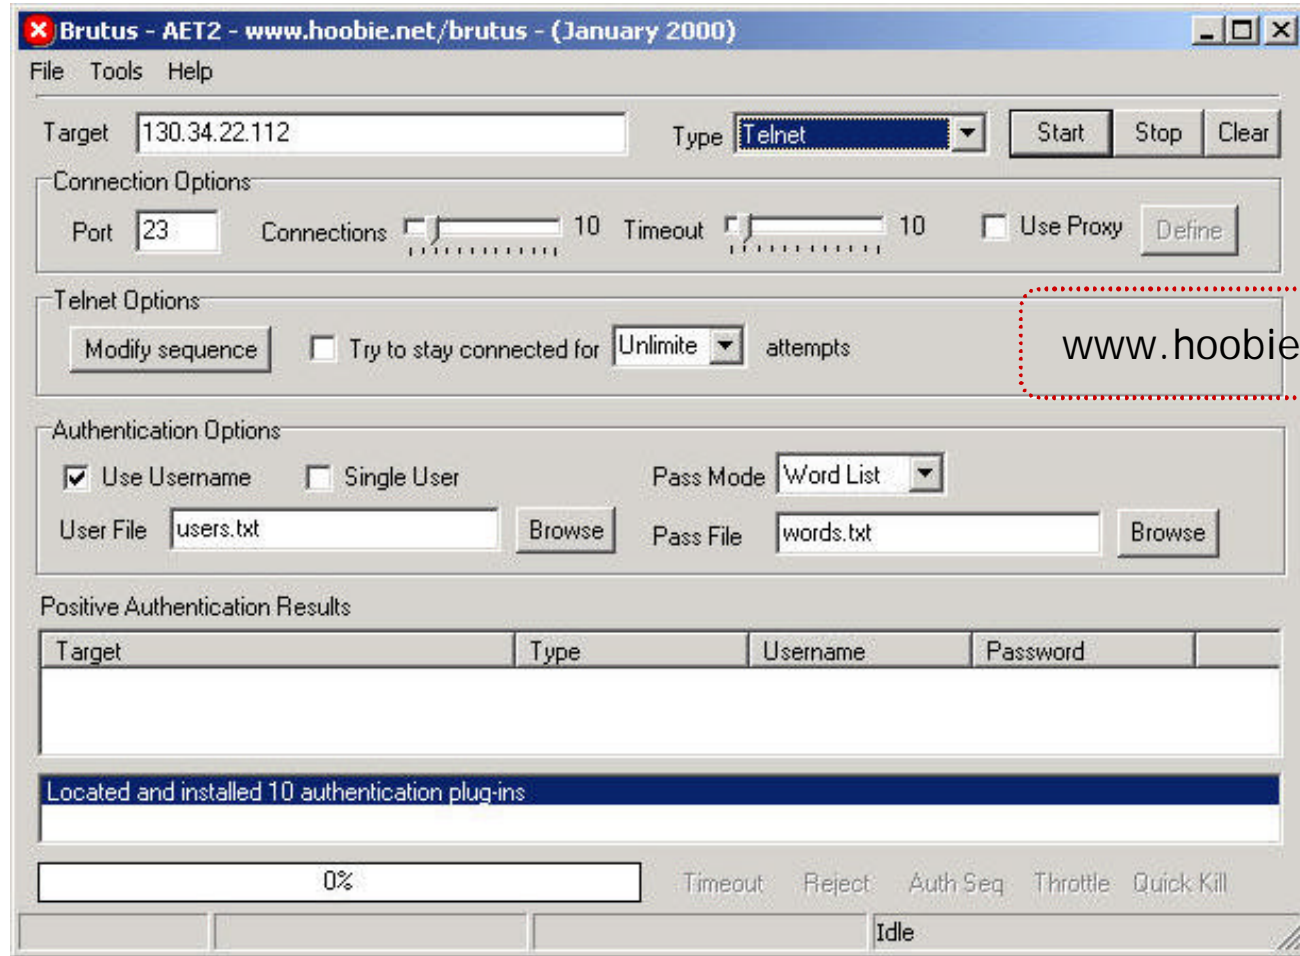 Brutus - AET2 - www.hoobie.net/brutus - (January 2000)
File Tools Help
Target 130.34.22.112 Type Telnet Start Stop Clear
Connection Options
Port 23 Connections 10 Timeout 10 Use Proxy Define
Telnet Options
Modify sequence Try to stay connected for Unlimite attempts
www.hoobie
Authentication Options
Use Username Single User Pass Mode Word List
User File users.txt Browse Pass File words.txt Browse
Positive Authentication Results
Target Type Username Password
Located and installed 10 authentication plug-ins
0% Timeout Reject Auth Seq Throttle Quick Kill
Idle